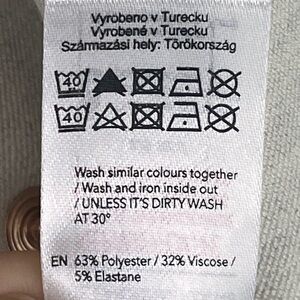 Vyrobeno v Turecku
Vyrobené v Turecku
Származási hely: Törökország
40
40
Wash similar colours together
/ Wash and iron inside out
/ UNLESS IT'S DIRTY WASH
AT 30°
EN 63% Polyester / 32% Viscose /
5% Elastane